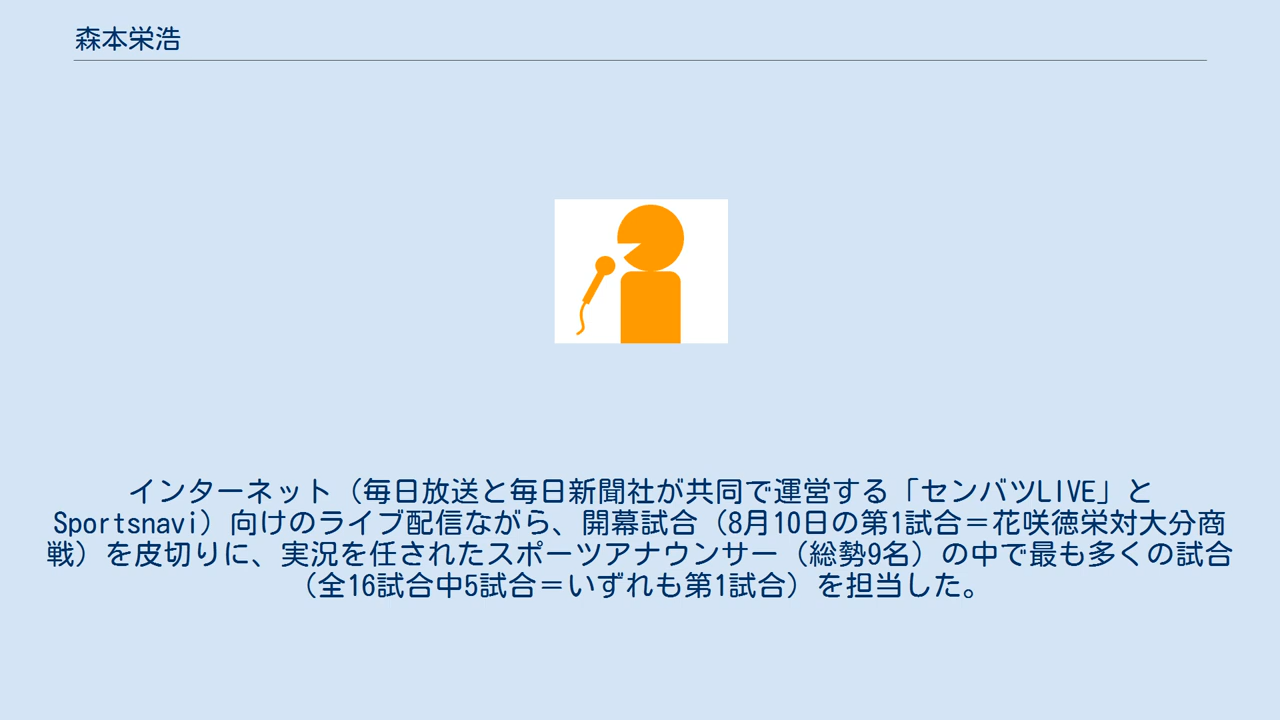 森本栄浩
インターネット（毎日放送と毎日新聞社が共同で運営する「センバツLIVE」と
Sportsnavi）向けのライブ配信ながら、開幕試合（8月10日の第1試合＝花咲徳栄対大分商
戦）を皮切りに、実況を任されたスポーツアナウンサー（総勢9名）の中で最も多くの試合
（全16試合中5試合＝いずれも第1試合）を担当した。